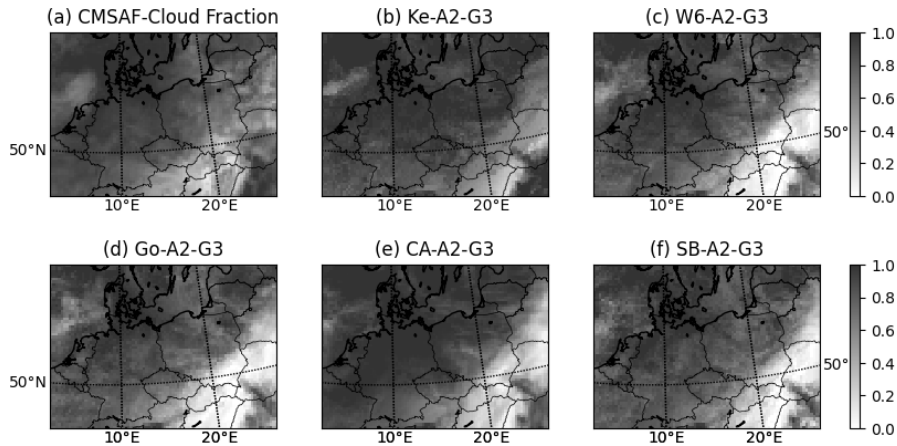 (a) CMSAF-Cloud Fraction
(b) Ke-A2-G3
(c) W6-A2-G3
1.0
0.8
0.6
0.4
0.2
0.0
50°N
50°
10°E
20°E
10°E
20°E
10°E
20°E
(d) Go-A2-G3
(e) CA-A2-G3
(f) SB-A2-G3
1.0
0.8
0.6
0.4
0.2
0.0
50°N
50°
10°E
20°E
10°E
20°E
10°E
20°E